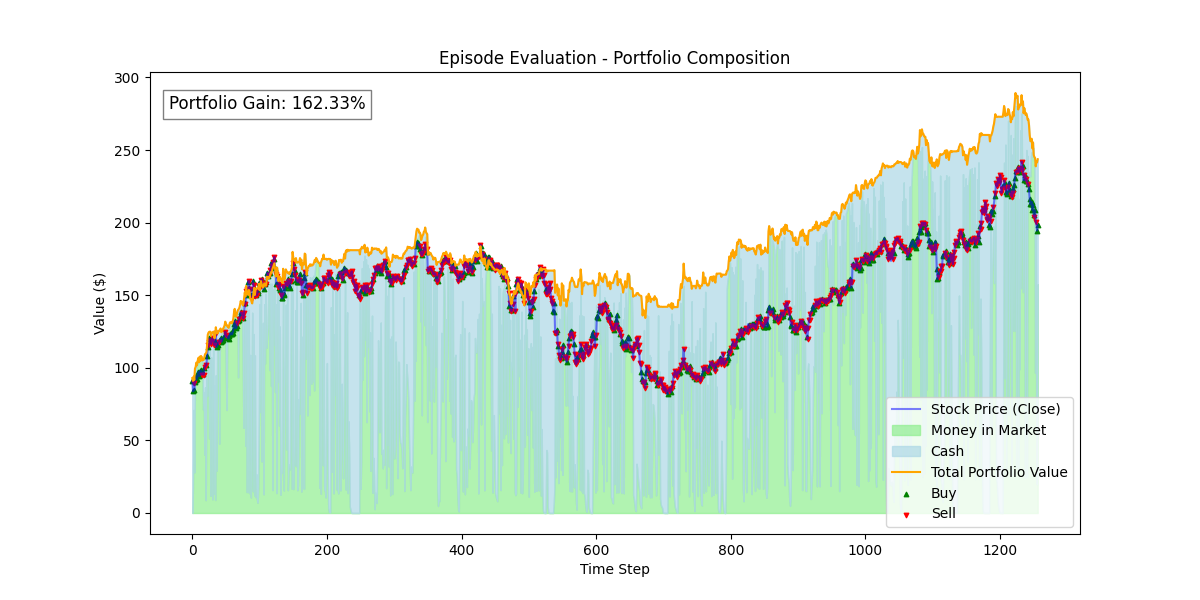 Episode Evaluation - Portfolio Composition
Portfolio Gain: 162.33%
Value ($)
300
250
200
150
100
50
0
0 200 400 600 800 1000 1200
Time Step
Stock Price (Close)
Money in Market
Cash
Total Portfolio Value
Buy
Sell